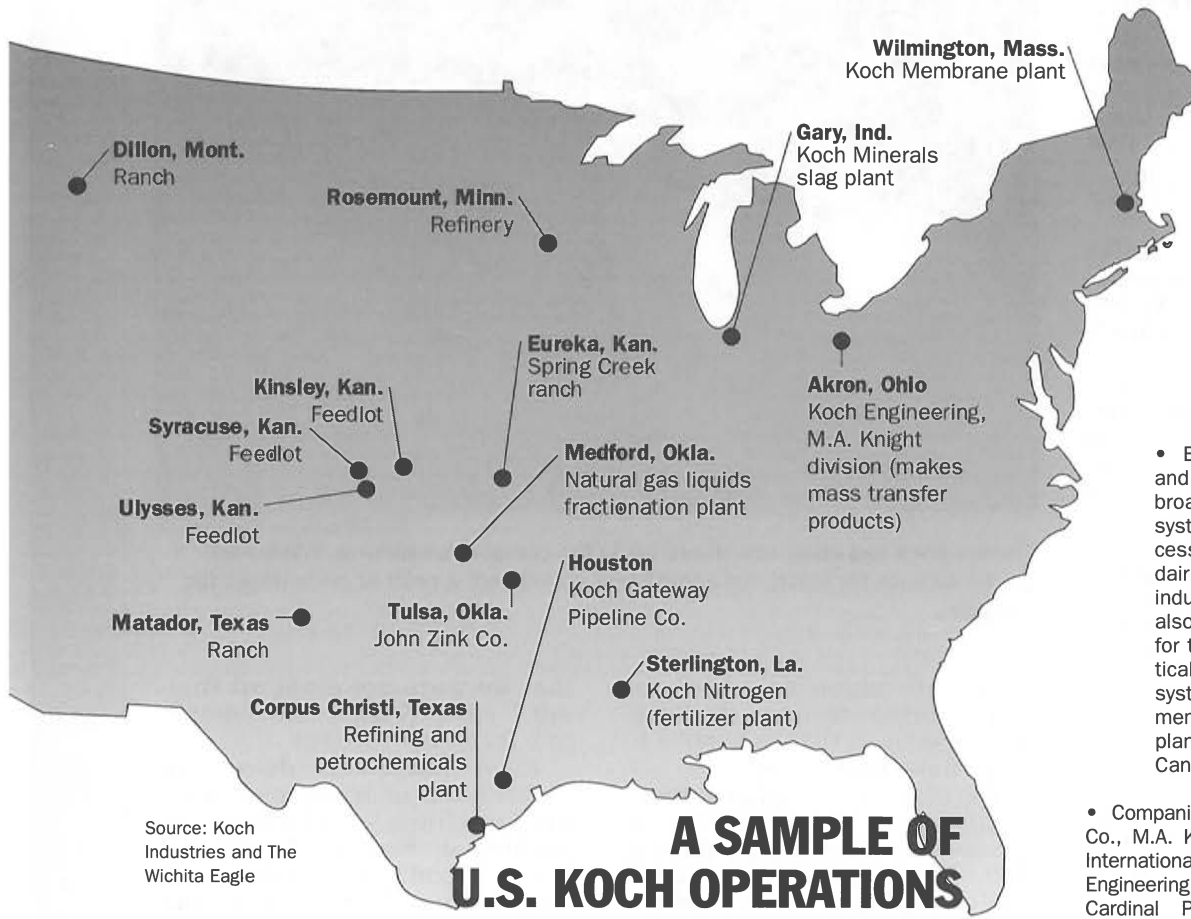 Wilmington, Mass.
Koch Membrane plant
Gary, Ind.
Koch Minerals
slag plant
Dillon, Mont.
Ranch
Rosemount, Minn.
Refinery
Eureka, Kan.
Spring Creek
ranch
Kinsley, Kan.
Feedlot
Syracuse, Kan.
Feedlot
Ulysses, Kan.
Feedlot
Akron, Ohio
Koch Engineering,
M.A. Knight
division (makes
mass transfer
products)
Medford, Okla.
Natural gas liquids
fractionation plant
Houston
Koch Gateway
Pipeline Co.
Tulsa, Okla.
John Zink Co.
Matador, Texas
Ranch
Sterlington, La.
Koch Nitrogen
(fertilizer plant)
Corpus Christi, Texas
Refining and
petrochemicals
plant
Source: Koch
Industries and The
Wichita Eagle
A SAMPLE OF
U.S. KOCH OPERATIONS
and
broa
syst
cess
dair
indu
also
for t
tical
syst
men
plan
Can
• Compani
Co., M.A. K
International
Engineering
Cardinal P